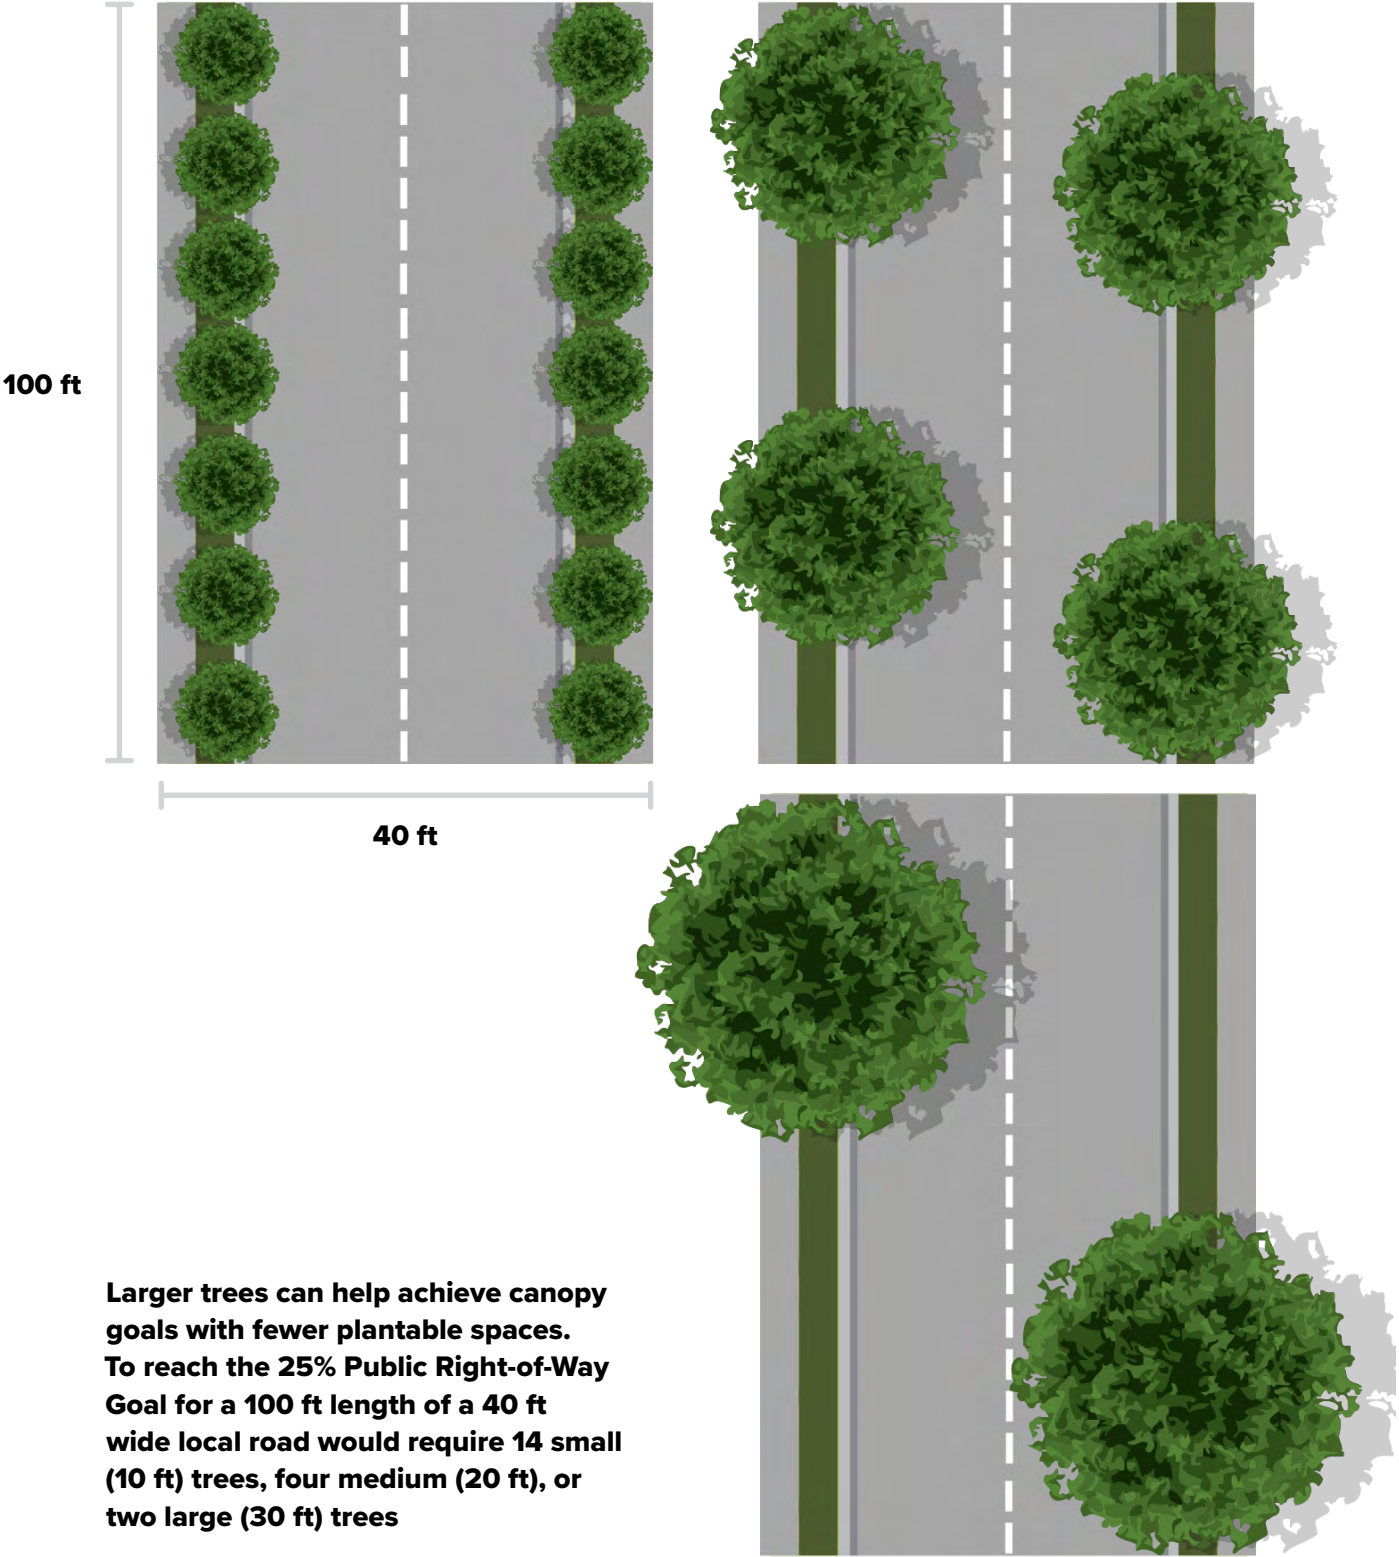 100 ft
40 ft
Larger trees can help achieve canopy
goals with fewer plantable spaces.
To reach the 25% Public Right-of-Way
Goal for a 100 ft length of a 40 ft
wide local road would require 14 small
(10 ft) trees, four medium (20 ft), or
two large (30 ft) trees